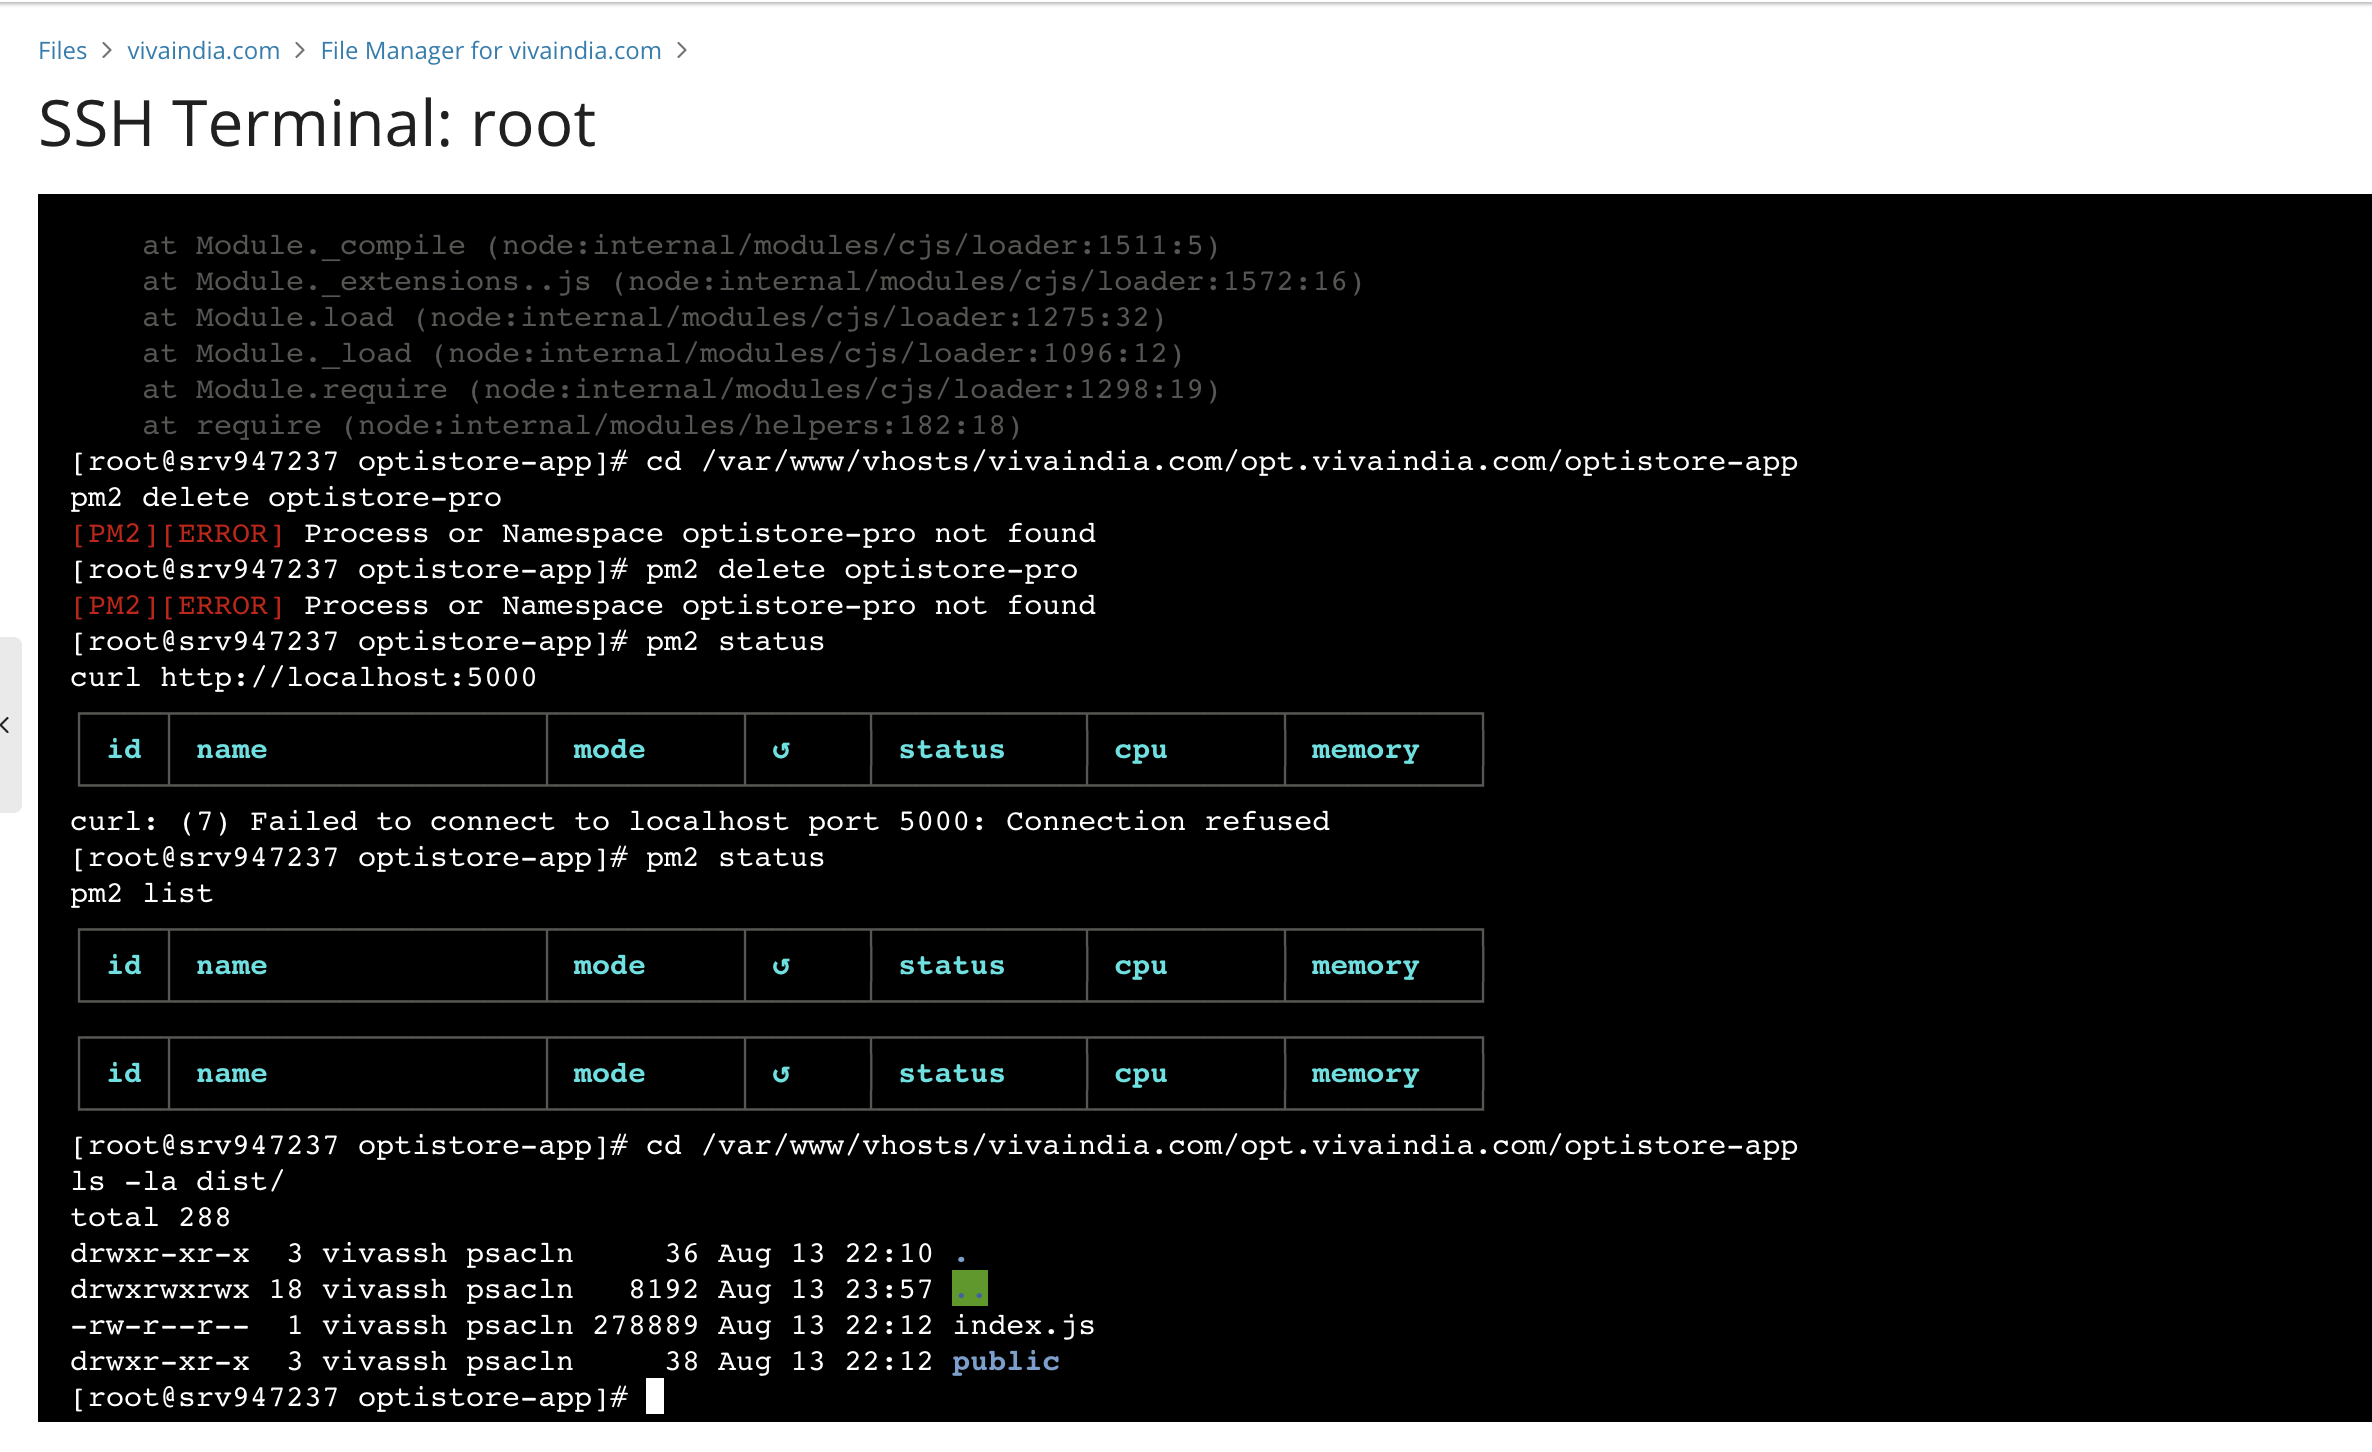 Files > vivaindia.com > File Manager for vivaindia.com >
SSH Terminal: root
at Module._compile (node:internal/modules/cjs/loader:1511:5)
at Module._extensions..js (node:internal/modules/cjs/loader:1572:16)
at Module.load (node:internal/modules/cjs/loader:1275:32)
at Module._load (node:internal/modules/cjs/loader:1096:12)
at Module.require (node:internal/modules/cjs/loader:1298:19)
at require (node:internal/modules/helpers:182:18)
[root@srv947237 optistore-app]# cd /var/www/vhosts/vivaindia.com/opt.vivaindia.com/optistore-app
pm2 delete optistore-pro
[PM2][ERROR] Process or Namespace optistore-pro not found
[root@srv947237 optistore-app]# pm2 delete optistore-pro
[PM2][ERROR] Process or Namespace optistore-pro not found
[root@srv947237 optistore-app]# pm2 status
curl http://localhost:5000
id name mode ↺ status cpu memory
curl: (7) Failed to connect to localhost port 5000: Connection refused
[root@srv947237 optistore-app]# pm2 status
pm2 list
id name mode ↺ status cpu memory
id name mode ↺ status cpu memory
[root@srv947237 optistore-app]# cd /var/www/vhosts/vivaindia.com/opt.vivaindia.com/optistore-app
ls -la dist/
total 288
drwxr-xr-x  3 vivassh psacln     36 Aug 13 22:10 .
drwxrwxrwx 18 vivassh psacln   8192 Aug 13 23:57 ..
-rw-r--r--  1 vivassh psacln 278889 Aug 13 22:12 index.js
drwxr-xr-x  3 vivassh psacln     38 Aug 13 22:12 public
[root@srv947237 optistore-app]#